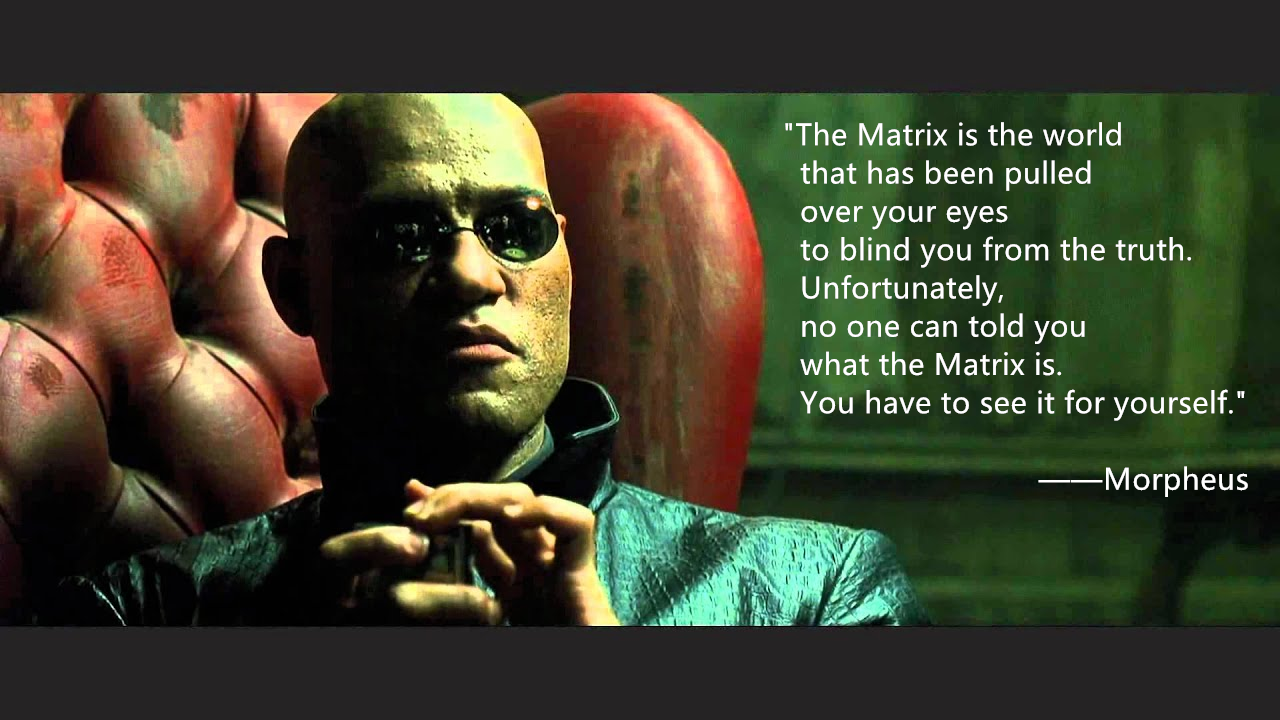 "The Matrix is the world
that has been pulled
over your eyes
to blind you from the truth.
Unfortunately,
no one can told you
what the Matrix is.
You have to see it for yourself."
——Morpheus